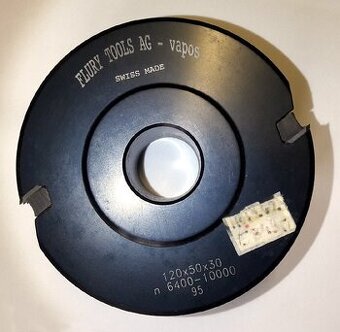 FLURY TOOLS AG - vapos
SWISS MADE
120x50x30
n 6400-10000
95